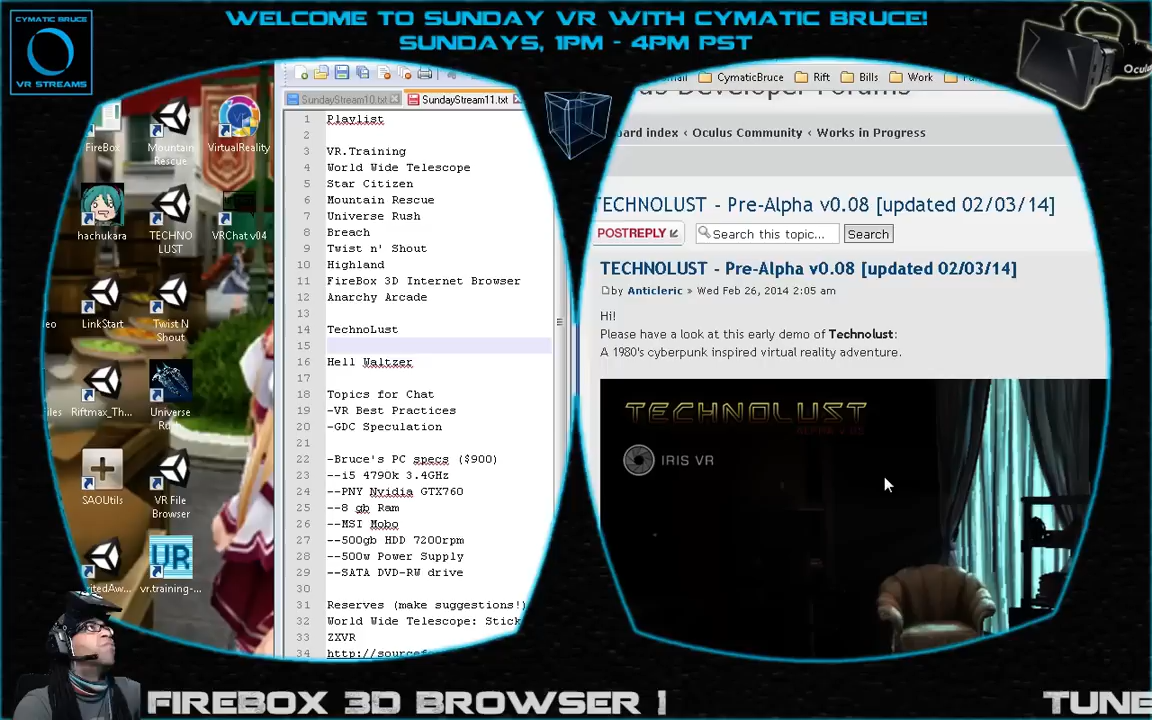 CYMATIC BRUCE
VR STREAMS
WELCOME TO SUNDAY VR WITH CYMATIC BRUCE!
SUNDAYS, 1PM - 4PM PST
FireBox
Mountain
Rescue
VirtualReality
hachukara
TECHNO
LUST
VRChat v04
LinkStart
Twist N
Shout
Riftmax_Th...
Universe
Rush
SAOUtils
VR File
Browser
vr.training-...
SundayStream10.txt
SundayStream11.txt
1 Playlist
2
3 VR.Training
4 World Wide Telescope
5 Star Citizen
6 Mountain Rescue
7 Universe Rush
8 Breach
9 Twist n' Shout
10 Highland
11 FireBox 3D Internet Browser
12 Anarchy Arcade
13
14 TechnoLust
15
16 Hell Waltzer
17
18 Topics for Chat
19 -VR Best Practices
20 -GDC Speculation
21
22 -Bruce's PC specs ($900)
23 --i5 4790k 3.4GHz
24 --PNY Nvidia GTX760
25 --8 gb Ram
26 --MSI Mobo
27 --500gb HDD 7200rpm
28 --500w Power Supply
29 --SATA DVD-RW drive
30
31 Reserves (make suggestions!)
32 World Wide Telescope: Stick
33 ZXVR
34
CymaticBruce
Rift
Bills
Work
Developer Forums
oard index ‹ Oculus Community ‹ Works in Progress
TECHNOLUST - Pre-Alpha v0.08 [updated 02/03/14]
POSTREPLY
Search this topic...
Search
TECHNOLUST - Pre-Alpha v0.08 [updated 02/03/14]
by Anticleric » Wed Feb 26, 2014 2:05 am
Hi!
Please have a look at this early demo of Technolust:
A 1980's cyberpunk inspired virtual reality adventure.
TECHNOLUST
IRIS VR
FIREBOX 3D BROWSER
TUNE